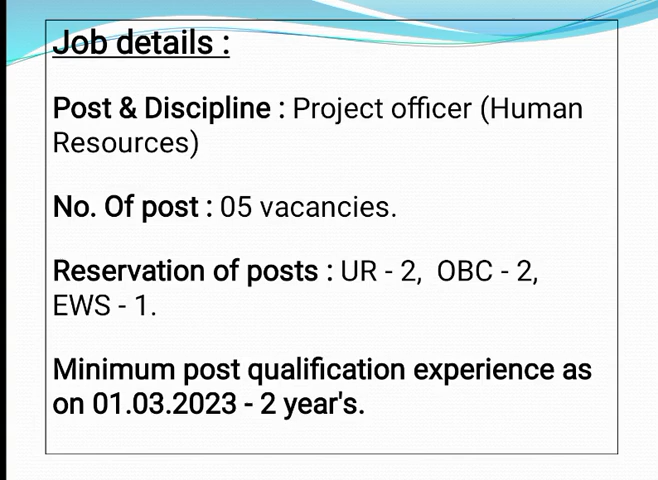 Job details :
Post & Discipline : Project officer (Human
Resources)
No. Of post : 05 vacancies.
Reservation of posts : UR - 2,  OBC - 2,
EWS - 1.
Minimum post qualification experience as
on 01.03.2023 - 2 year's.